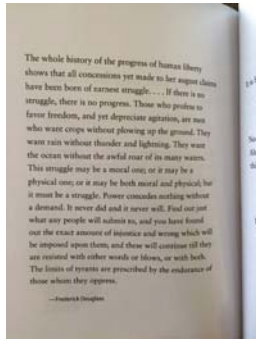 The whole history of the progress of human liberty
shows that all concessions yet made to her august claims
have been born of earnest struggle. . . . If there is no
struggle, there is no progress. Those who profess to
favor freedom, and yet depreciate agitation, are men
who want crops without plowing up the ground. They
want rain without thunder and lightning. They want
the ocean without the awful roar of its many waters.
This struggle may be a moral one; or it may be a
physical one; or it may be both moral and physical; but
it must be a struggle. Power concedes nothing without
a demand. It never did and it never will. Find out just
what any people will submit to, and you have found
out the exact amount of injustice and wrong which will
be imposed upon them; and these will continue till they
are resisted with either words or blows, or with both.
The limits of tyrants are prescribed by the endurance of
those whom they oppress.
—Frederick Douglass